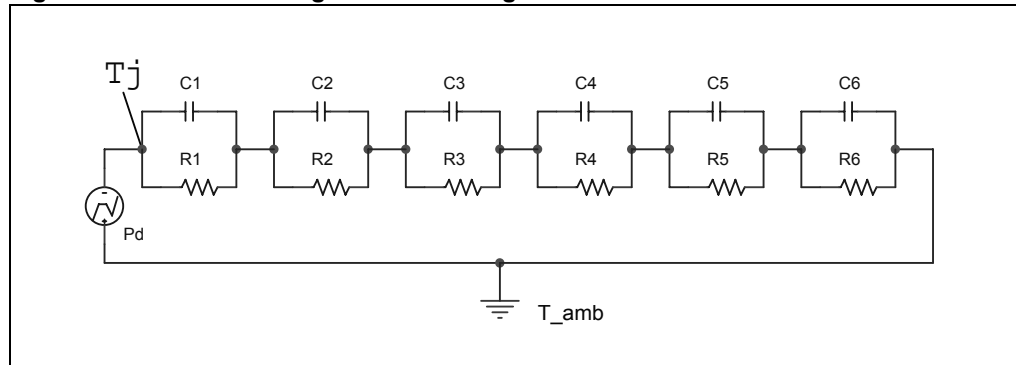 Tj
C1 C2 C3 C4 C5 C6
R1 R2 R3 R4 R5 R6
Pd
T_amb